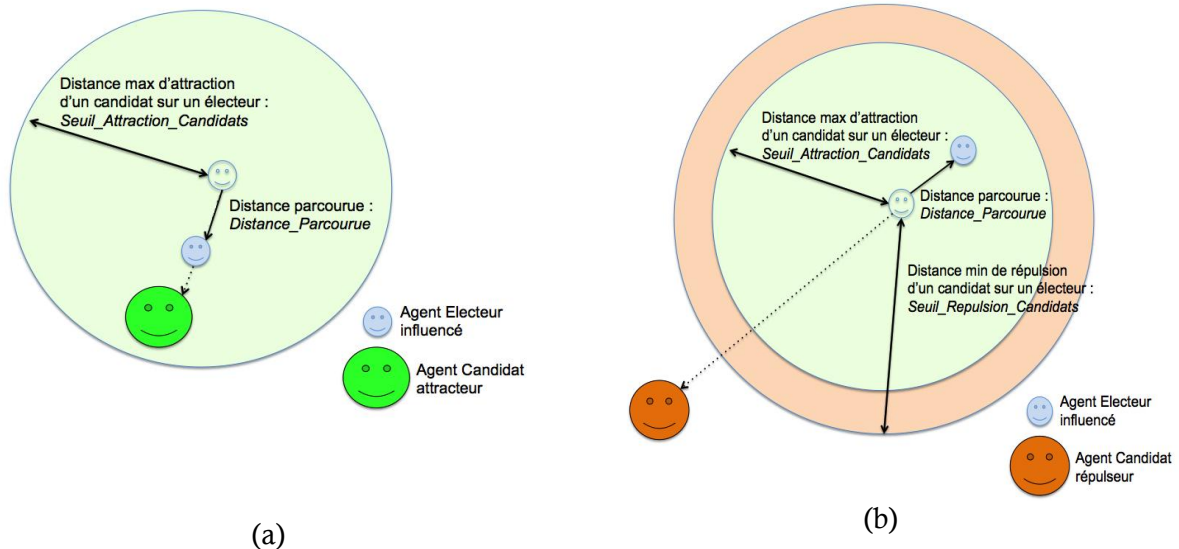 Distance max d'attraction
d'un candidat sur un électeur :
Seuil_Attraction_Candidats
Distance parcourue :
Distance_Parcourue
Agent Electeur
influencé
Agent Candidat
attracteur
(a)
Distance max d'attraction
d'un candidat sur un électeur :
Seuil_Attraction_Candidats
Distance parcourue :
Distance_Parcourue
Distance min de répulsion
d'un candidat sur un électeur :
Seuil_Repulsion_Candidats
Agent Electeur
influencé
Agent Candidat
répulseur
(b)